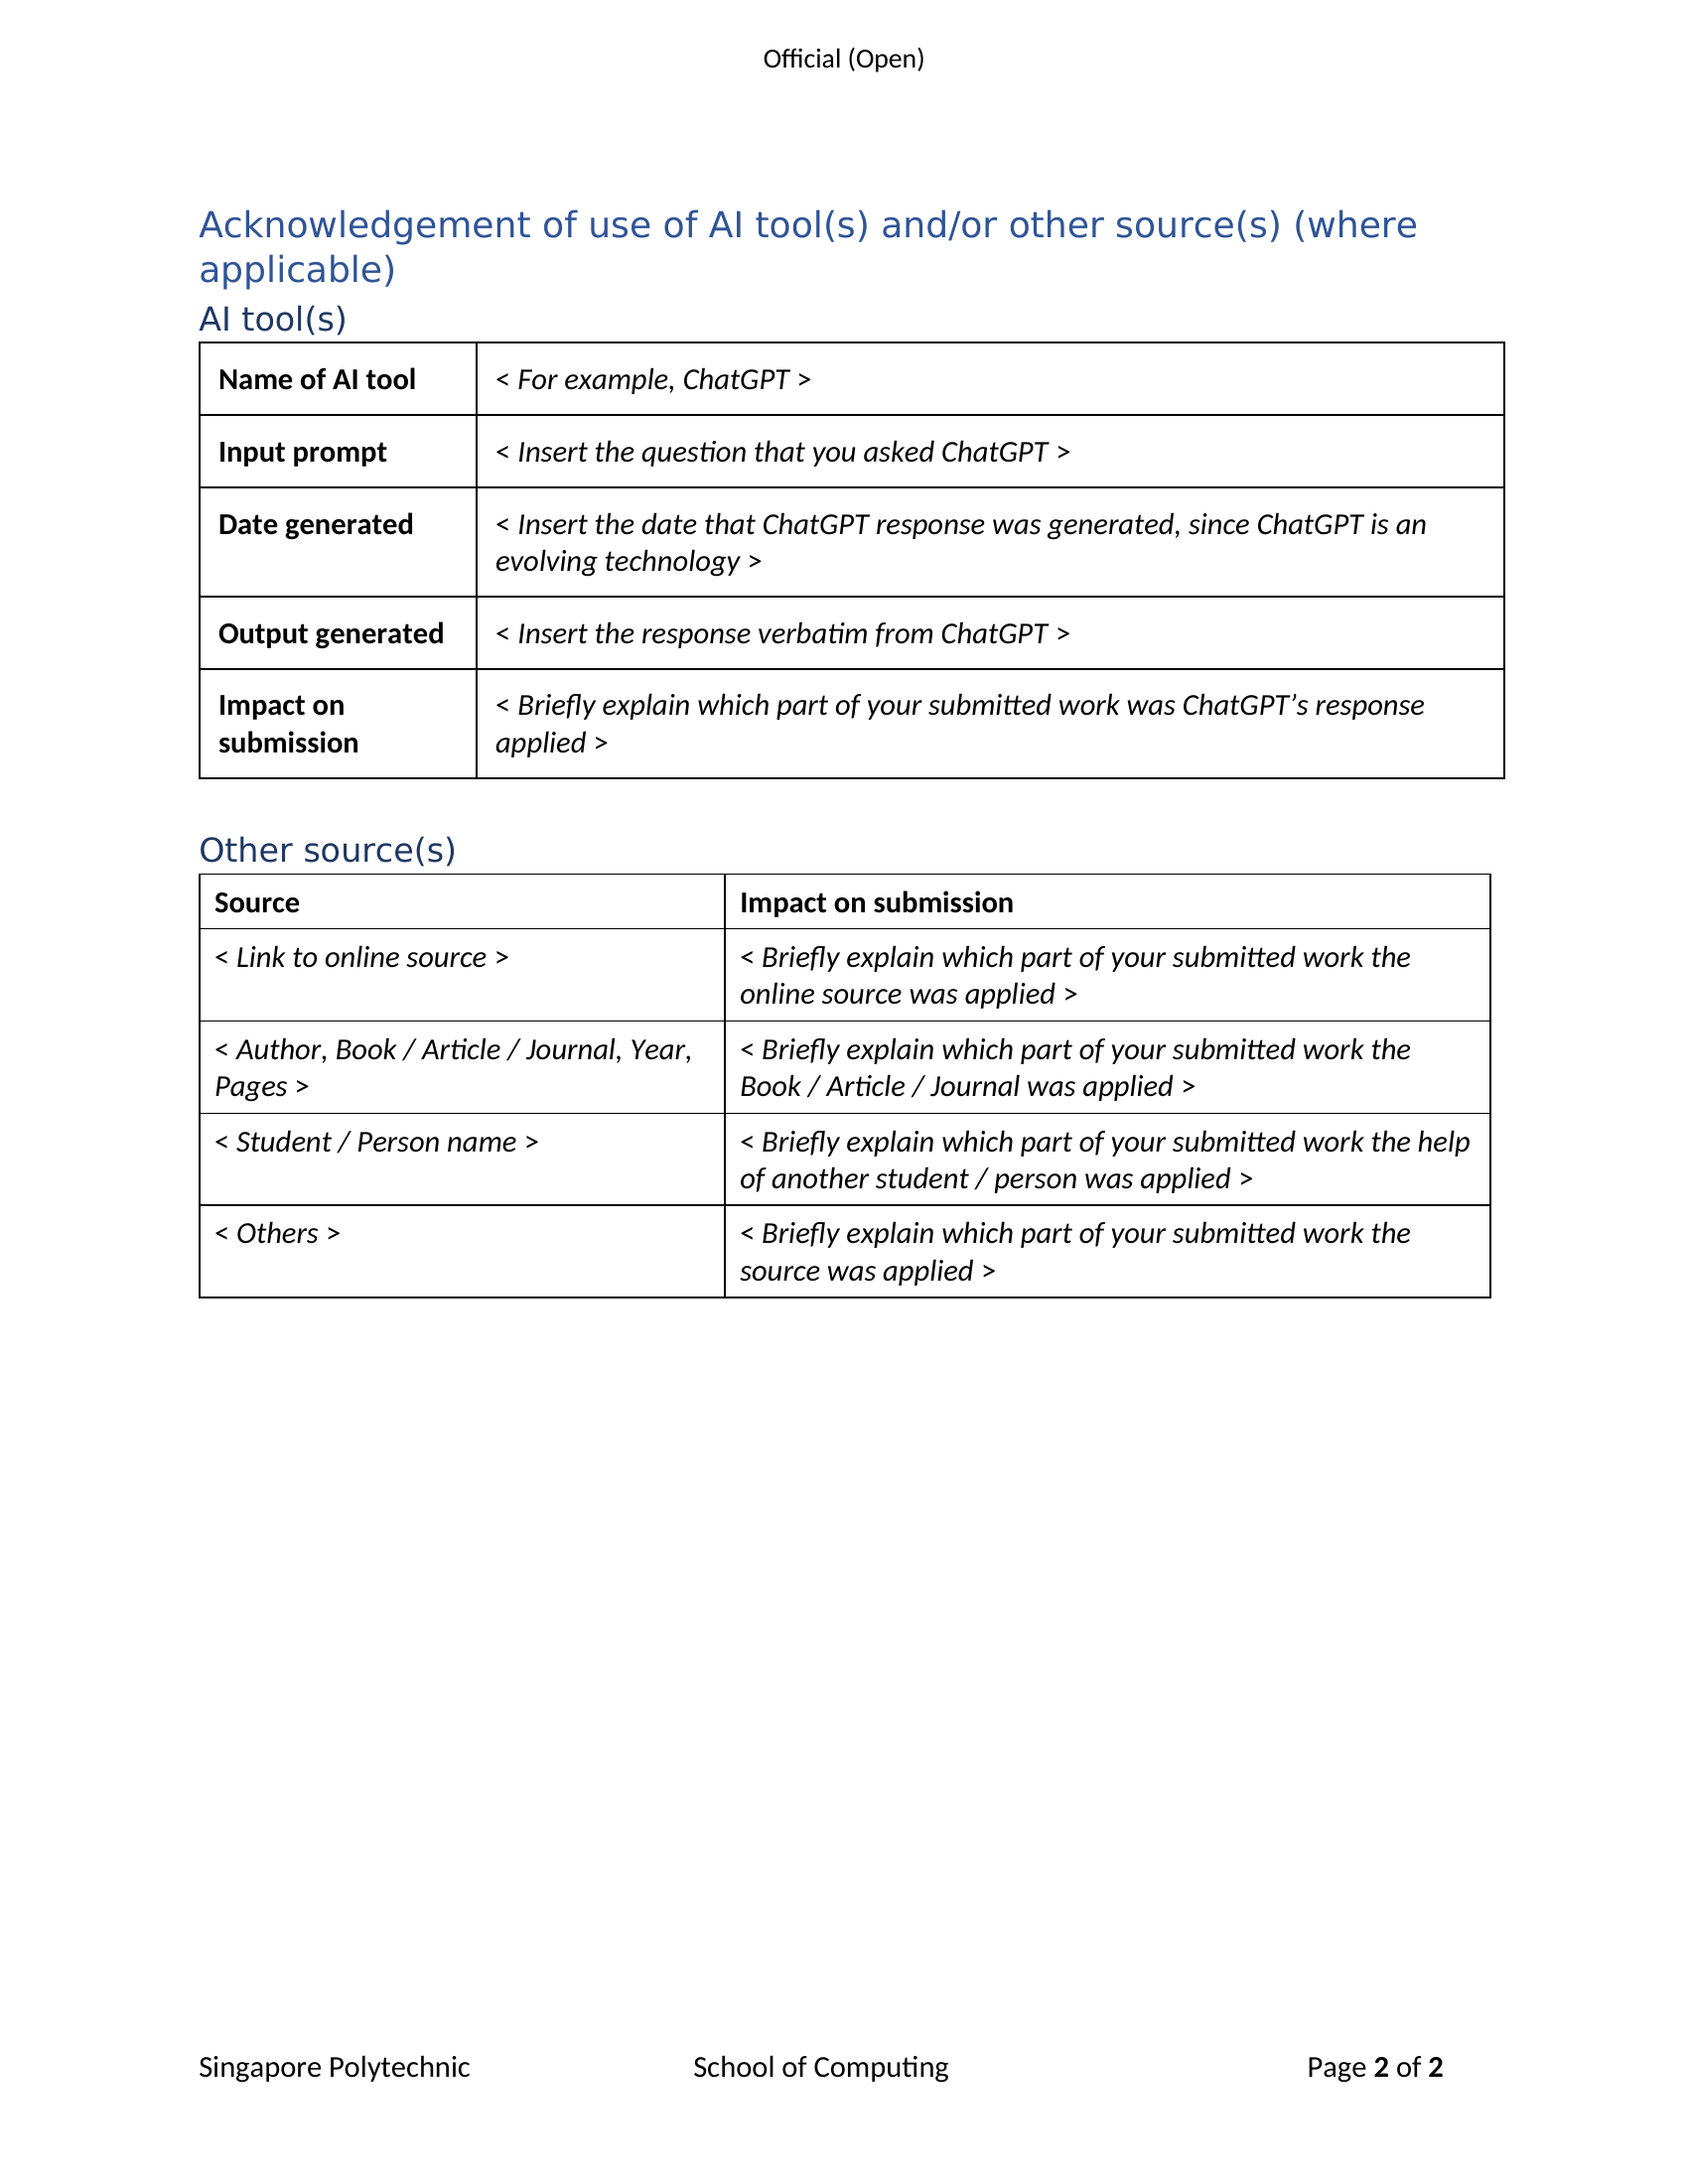 Official (Open)
Acknowledgement of use of AI tool(s) and/or other source(s) (where
applicable)
AI tool(s)
Name of AI tool
< For example, ChatGPT >
Input prompt
< Insert the question that you asked ChatGPT >
Date generated
< Insert the date that ChatGPT response was generated, since ChatGPT is an
evolving technology >
Output generated
< Insert the response verbatim from ChatGPT >
Impact on
submission
< Briefly explain which part of your submitted work was ChatGPT’s response
applied >
Other source(s)
Source
Impact on submission
< Link to online source >
< Briefly explain which part of your submitted work the
online source was applied >
< Author, Book / Article / Journal, Year,
Pages >
< Briefly explain which part of your submitted work the
Book / Article / Journal was applied >
< Student / Person name >
< Briefly explain which part of your submitted work the help
of another student / person was applied >
< Others >
< Briefly explain which part of your submitted work the
source was applied >
Singapore Polytechnic School of Computing Page 2 of 2